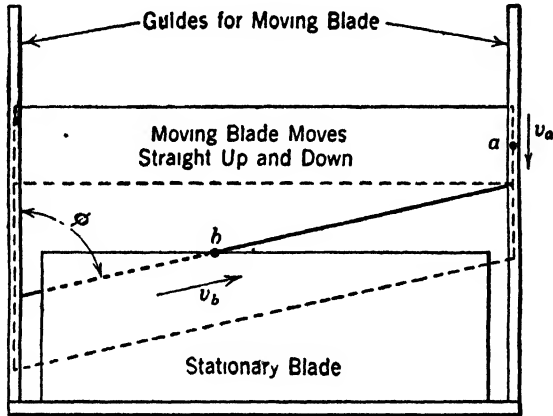 Guides for Moving Blade
Moving Blade Moves
Straight Up and Down
a
v_a
ø
h
v_b
Stationary Blade